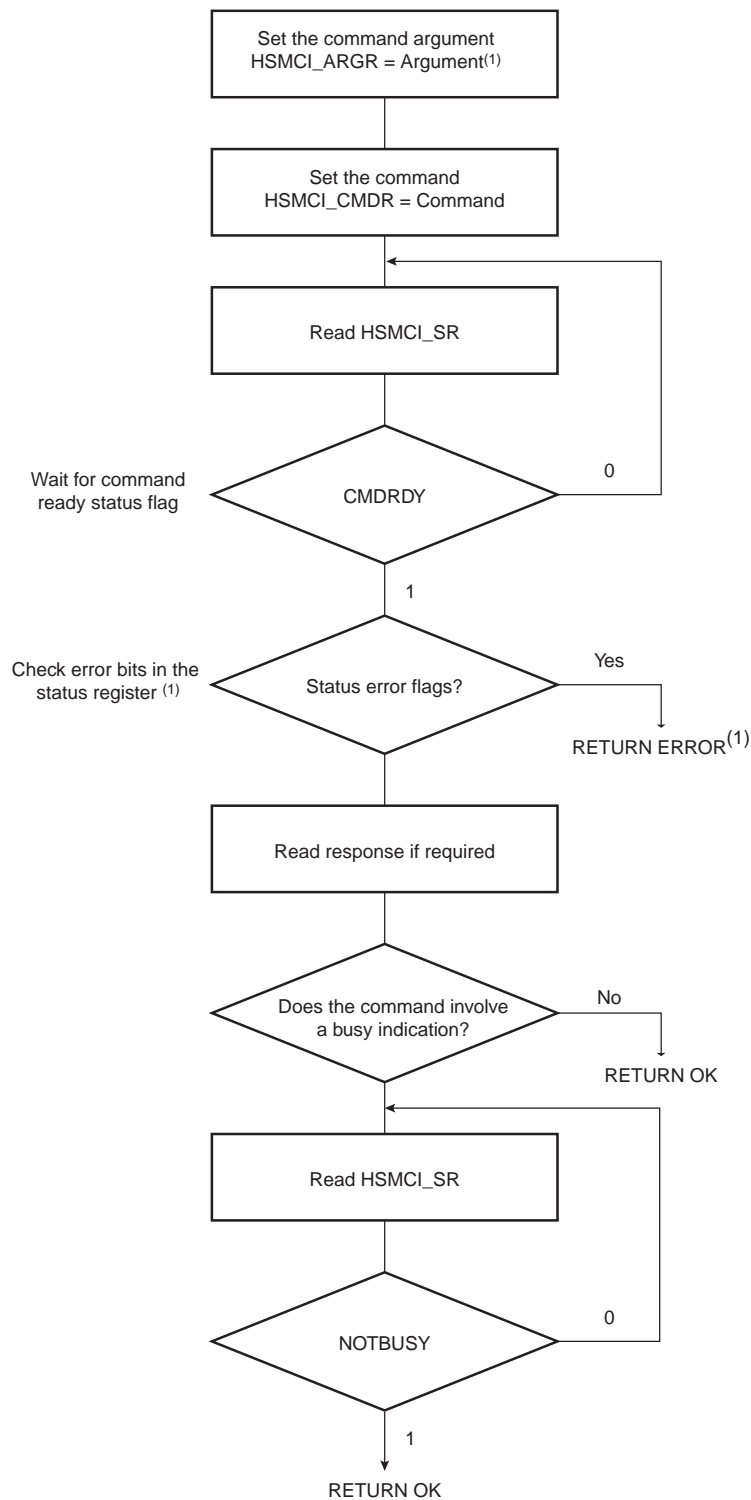 Set the command argument
HSMCI_ARGR = Argument(1)
Set the command
HSMCI_CMDR = Command
Read HSMCI_SR
Wait for command
ready status flag
CMDRDY
0
1
Check error bits in the
status register (1)
Status error flags?
Yes
RETURN ERROR(1)
Read response if required
Does the command involve
a busy indication?
No
RETURN OK
Read HSMCI_SR
NOTBUSY
0
1
RETURN OK